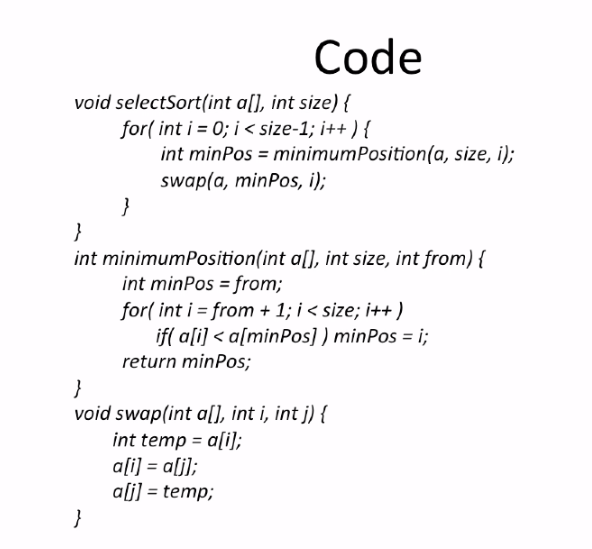 Code
void selectSort(int a[], int size) {
for( int i = 0; i < size-1; i++ ) {
int minPos = minimumPosition(a, size, i);
swap(a, minPos, i);
}
}
int minimumPosition(int a[], int size, int from) {
int minPos = from;
for( int i = from + 1; i < size; i++ )
if( a[i] < a[minPos] ) minPos = i;
return minPos;
}
void swap(int a[], int i, int j) {
int temp = a[i];
a[i] = a[j];
a[j] = temp;
}